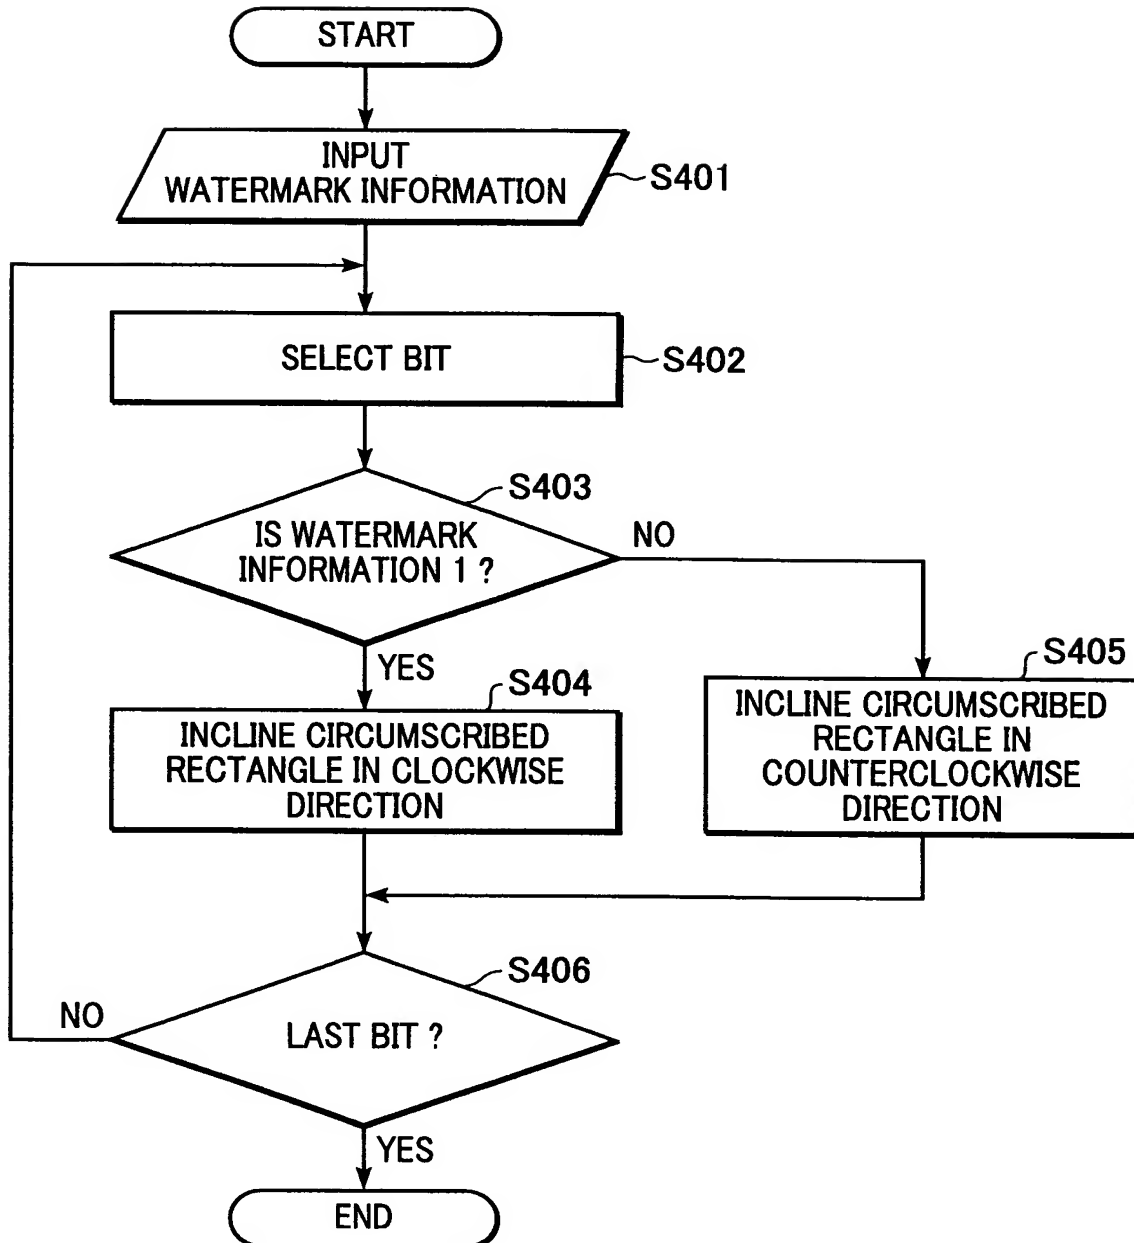 START
INPUT
WATERMARK INFORMATION
S401
SELECT BIT
S402
S403
IS WATERMARK
INFORMATION 1 ?
NO
YES
S404
INCLINE CIRCUMSCRIBED
RECTANGLE IN CLOCKWISE
DIRECTION
S405
INCLINE CIRCUMSCRIBED
RECTANGLE IN
COUNTERCLOCKWISE
DIRECTION
S406
LAST BIT ?
NO
YES
END